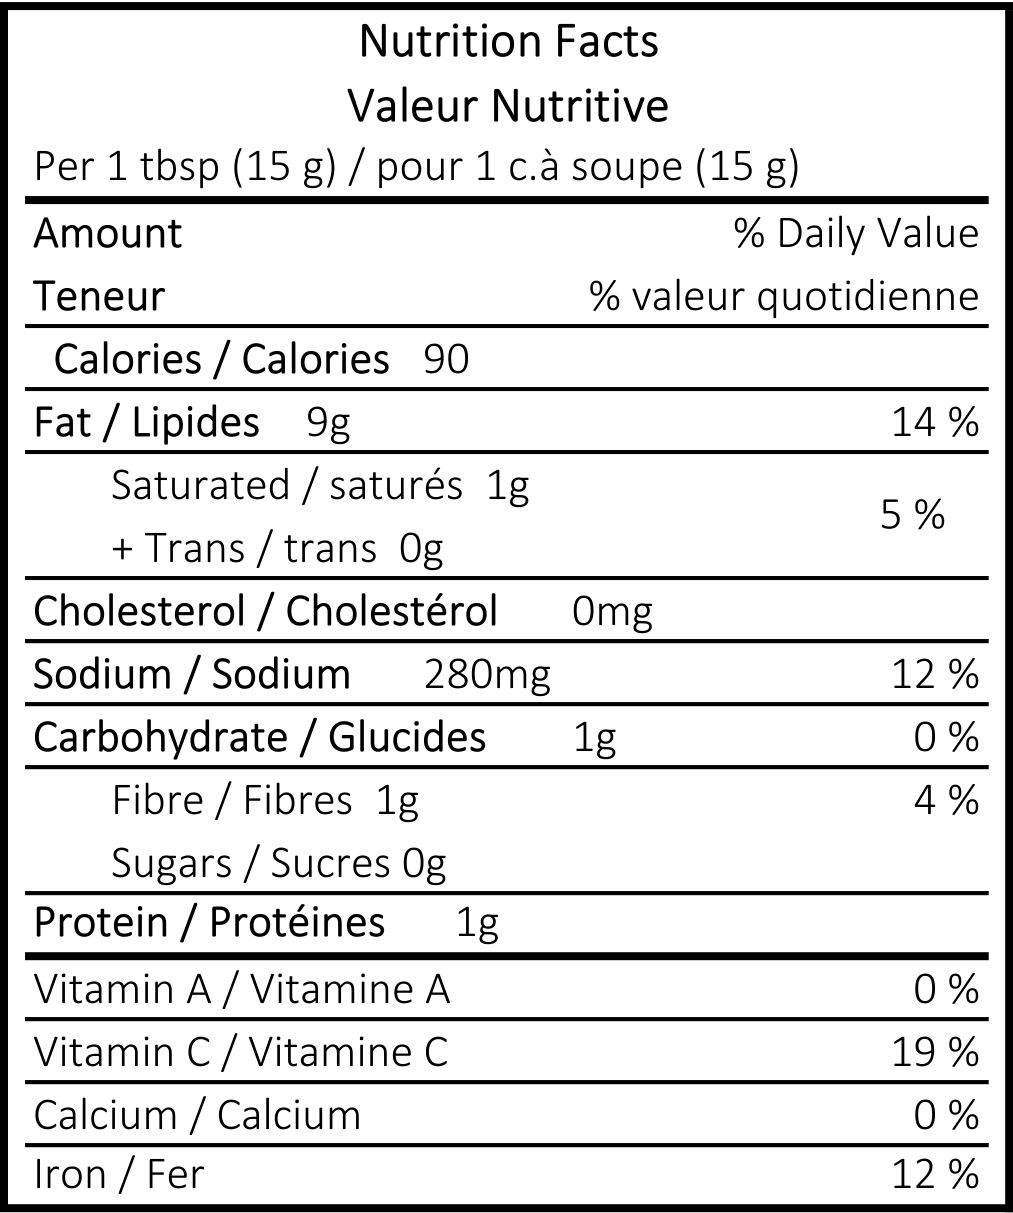 Nutrition Facts
Valeur Nutritive
Per 1 tbsp (15 g) / pour 1 c.à soupe (15 g)
Amount % Daily Value
Teneur % valeur quotidienne
Calories / Calories 90
Fat / Lipides 9g 14 %
Saturated / saturés 1g
5 %
+ Trans / trans 0g
Cholesterol / Cholestérol 0mg
Sodium / Sodium 280mg 12 %
Carbohydrate / Glucides 1g 0 %
Fibre / Fibres 1g 4 %
Sugars / Sucres 0g
Protein / Protéines 1g
Vitamin A / Vitamine A 0 %
Vitamin C / Vitamine C 19 %
Calcium / Calcium 0 %
Iron / Fer 12 %